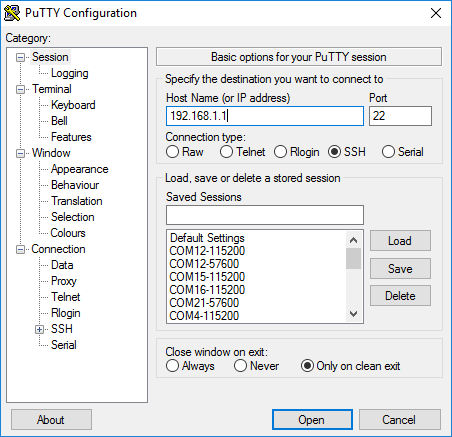 PuTTY Configuration
Category:
Session
Logging
Terminal
Keyboard
Bell
Features
Window
Appearance
Behaviour
Translation
Selection
Colours
Connection
Data
Proxy
Telnet
Rlogin
SSH
Serial
Basic options for your PuTTY session
Specify the destination you want to connect to
Host Name (or IP address) Port
192.168.1.1 22
Connection type:
Raw Telnet Rlogin SSH Serial
Load, save or delete a stored session
Saved Sessions
Default Settings
COM12-115200
COM12-57600
COM15-115200
COM16-115200
COM21-57600
COM4-115200
Load
Save
Delete
Close window on exit:
Always Never Only on clean exit
About Open Cancel